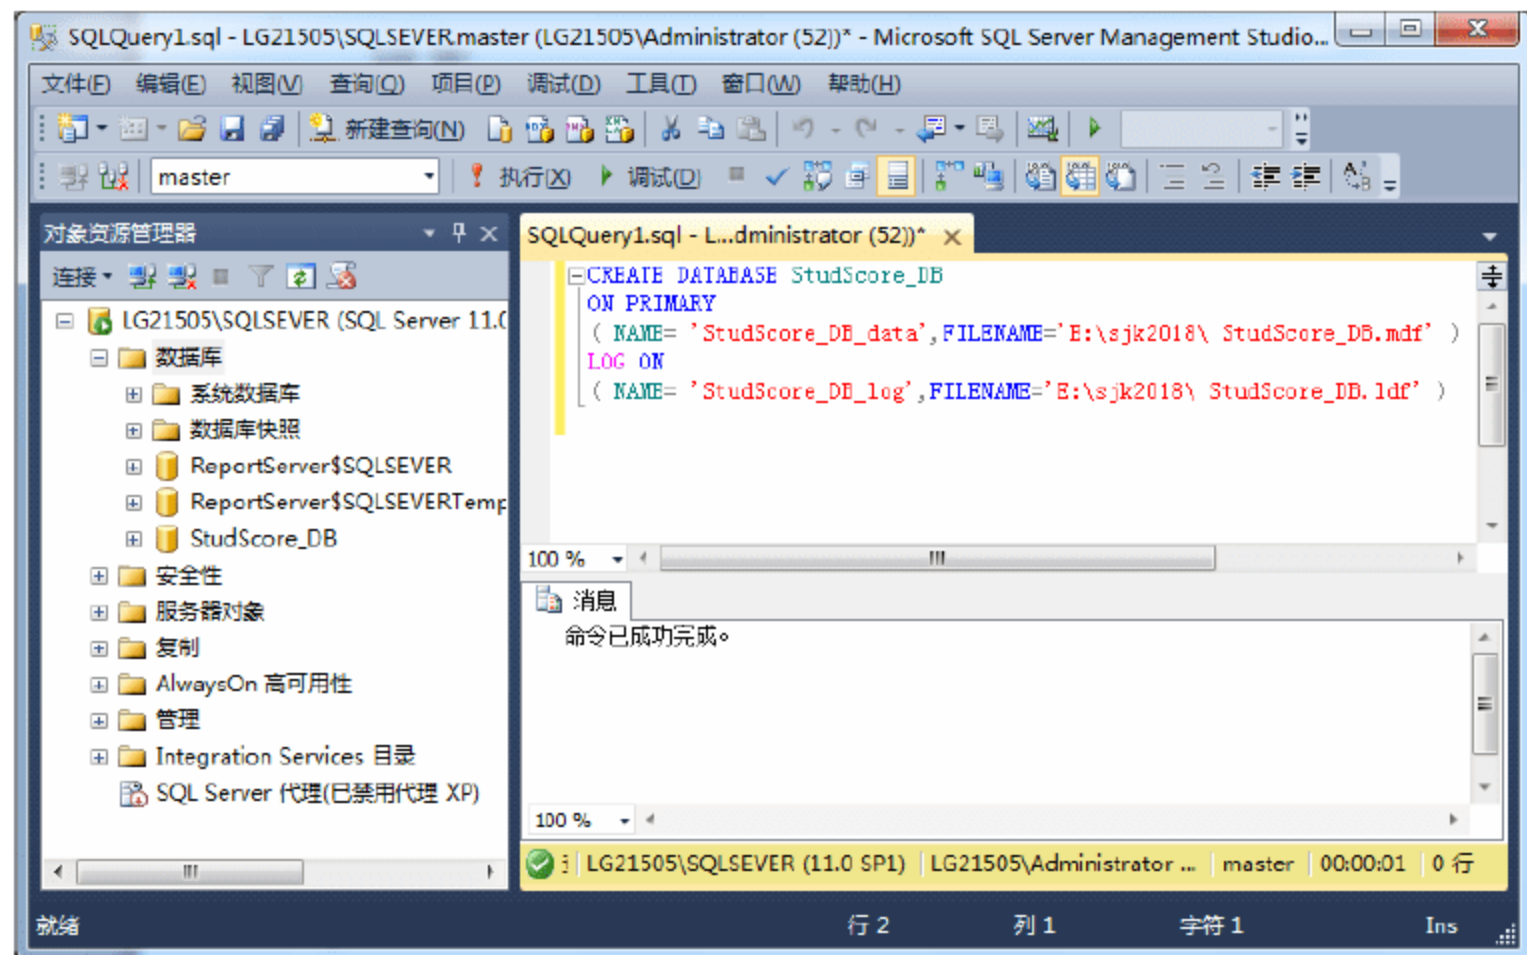 SQLQuery1.sql - LG21505\SQLSEVER.master (LG21505\Administrator (52))* - Microsoft SQL Server Management Studio...
文件(F) 编辑(E) 视图(V) 查询(Q) 项目(P) 调试(D) 工具(T) 窗口(W) 帮助(H)
新建查询(N)
master 执行(X) 调试(D)
对象资源管理器
连接
LG21505\SQLSEVER (SQL Server 11.0
数据库
系统数据库
数据库快照
ReportServer$SQLSEVER
ReportServer$SQLSEVERTemp
StudScore_DB
安全性
服务器对象
复制
AlwaysOn 高可用性
管理
Integration Services 目录
SQL Server 代理(已禁用代理 XP)
SQLQuery1.sql - L...dministrator (52))*
CREATE DATABASE StudScore_DB
ON PRIMARY
( NAME= 'StudScore_DB_data',FILENAME='E:\sjk2018\ StudScore_DB.mdf' )
LOG ON
( NAME= 'StudScore_DB_log',FILENAME='E:\sjk2018\ StudScore_DB.ldf' )
100 %
消息
命令已成功完成。
100 %
LG21505\SQLSEVER (11.0 SP1) LG21505\Administrator ... master 00:00:01 0 行
就绪 行 2 列 1 字符 1 Ins